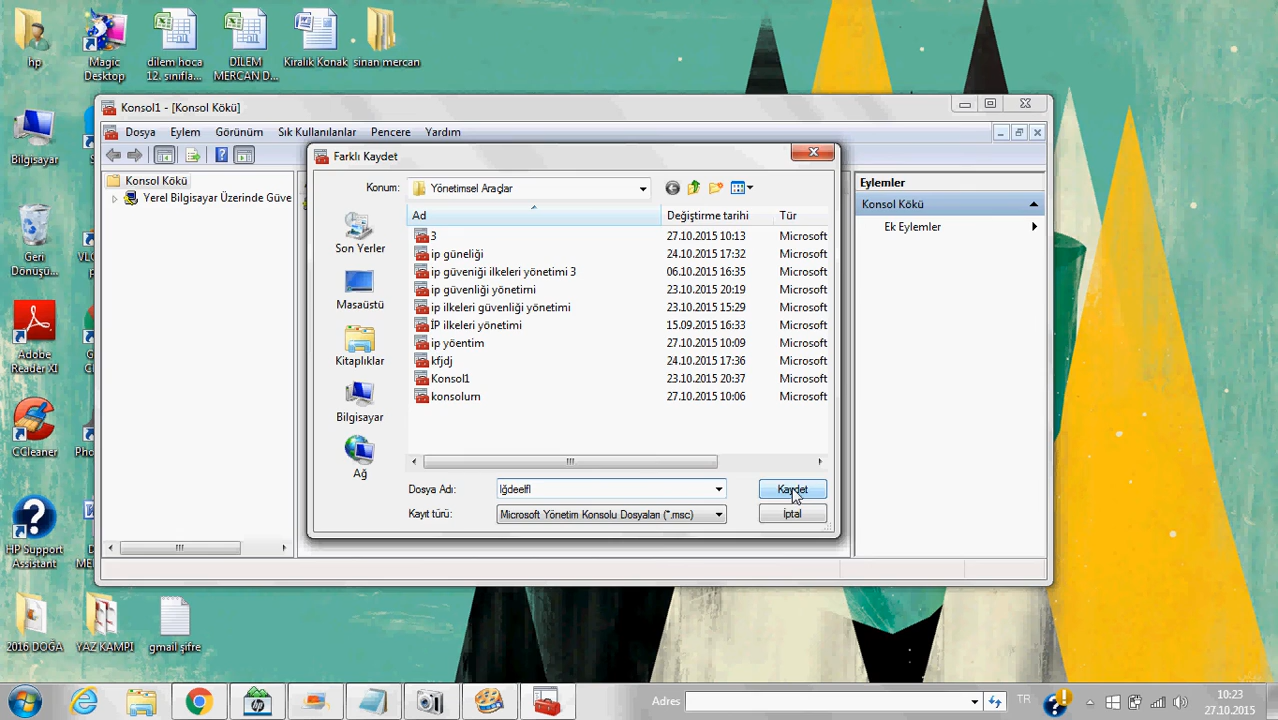 hp
Magic
Desktop
dilem hoca
12. sınıfla...
DİLEM
MERCAN D...
Kiralık Konak
sinan mercan
Bilgisayar
Geri
Dönüşü...
Adobe
Reader XI
CCleaner
HP Support
Assistant
2016 DOĞA
YAZ KAMPI
gmail şifre
Konsol1 - [Konsol Kökü]
Dosya
Eylem
Görünüm
Sık Kullanılanlar
Pencere
Yardım
Konsol Kökü
Yerel Bilgisayar Üzerinde Güve
Farklı Kaydet
Konum:
Yönetimsel Araçlar
Son Yerler
Masaüstü
Kitaplıklar
Bilgisayar
Ağ
Ad Değiştirme tarihi Tür
3 27.10.2015 10:13 Microsoft
ip güneliği 24.10.2015 17:32 Microsoft
ip güveniği ilkeleri yönetimi 3 06.10.2015 16:35 Microsoft
ip güvenliği yönetimi 23.10.2015 20:19 Microsoft
ip ilkeleri güvenliği yönetimi 23.10.2015 15:29 Microsoft
İP ilkeleri yönetimi 15.09.2015 16:33 Microsoft
ip yöentim 27.10.2015 10:09 Microsoft
kfjdj 24.10.2015 17:36 Microsoft
Konsol1 23.10.2015 20:37 Microsoft
konsolum 27.10.2015 10:06 Microsoft
Dosya Adı:
Kaydet
Kayıt türü: Microsoft Yönetim Konsolu Dosyaları (*.msc)
İptal
Eylemler
Konsol Kökü
Ek Eylemler
Adres
TR
10:23
27.10.2015